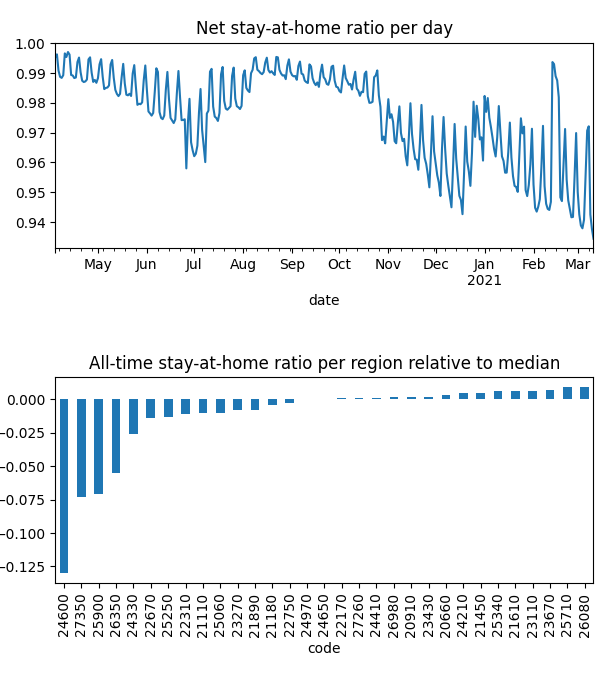 Net stay-at-home ratio per day
1.00
0.99
0.98
0.97
0.96
0.95
0.94
May Jun Jul Aug Sep Oct Nov Dec Jan Feb Mar
2021
date
All-time stay-at-home ratio per region relative to median
0.000
−0.025
−0.050
−0.075
−0.100
−0.125
24600 27350 25900 26350 24330 22670 25250 22310 21110 25060 23270 21890 21180 22750 24970 24650 22170 27260 24410 26980 20910 23430 20660 24210 21450 25340 21610 23110 23670 25710 26080
code